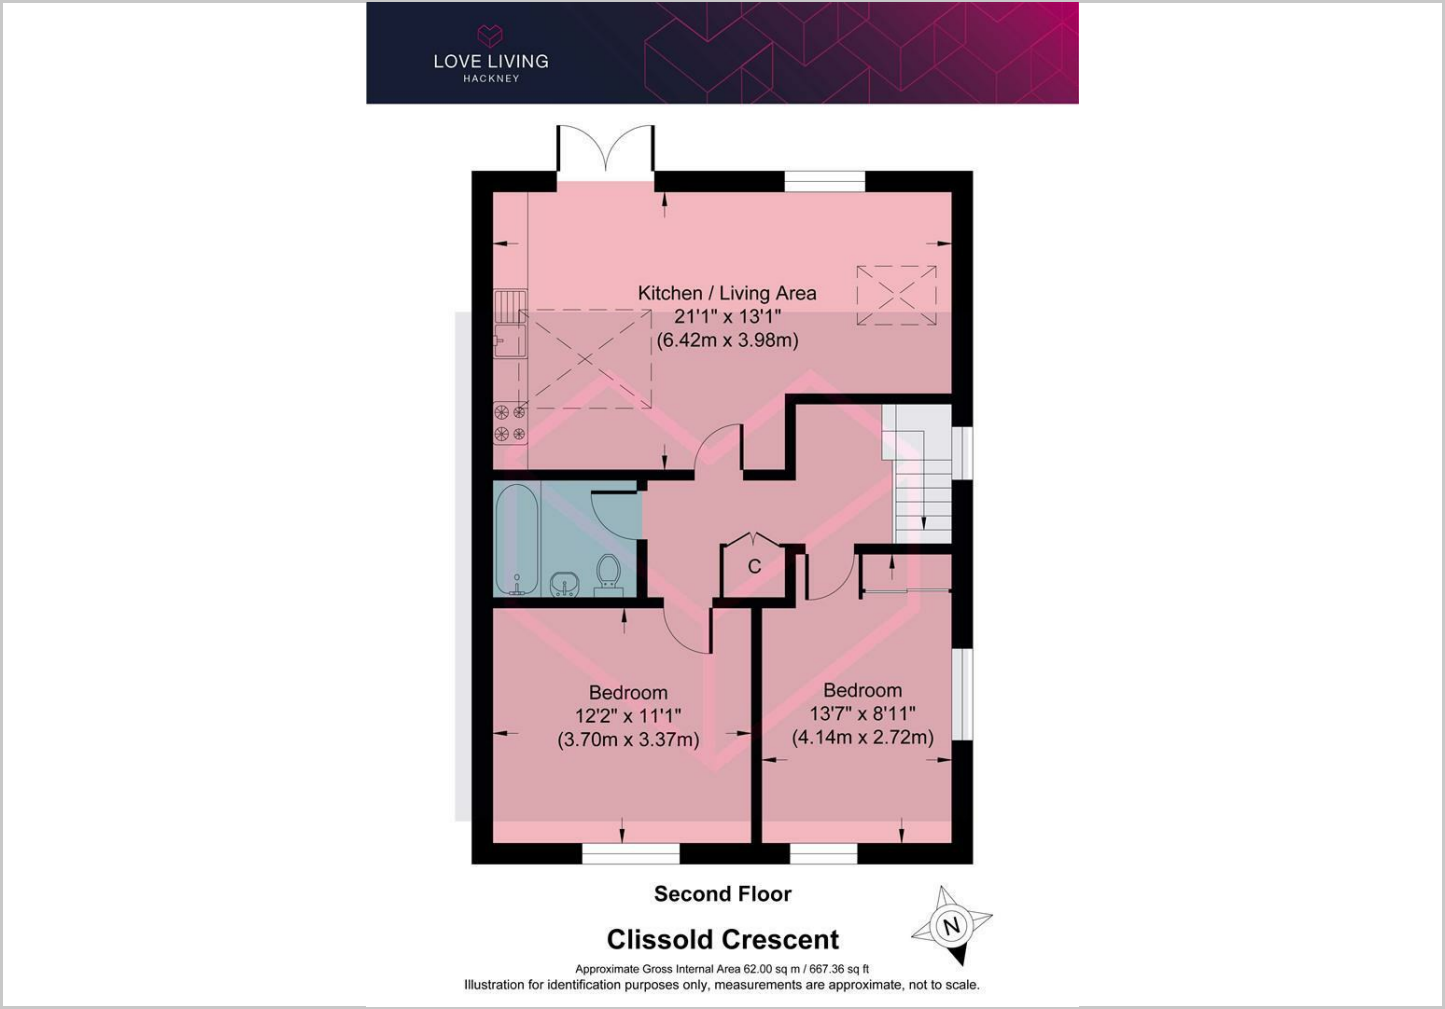 LOVE LIVING
HACKNEY
Kitchen / Living Area
21'1" x 13'1"
(6.42m x 3.98m)
C
Bedroom
12'2" x 11'1"
(3.70m x 3.37m)
Bedroom
13'7" x 8'11"
(4.14m x 2.72m)
Second Floor
N
Clissold Crescent
Approximate Gross Internal Area 62.00 sq m / 667.36 sq ft
Illustration for identification purposes only, measurements are approximate, not to scale.